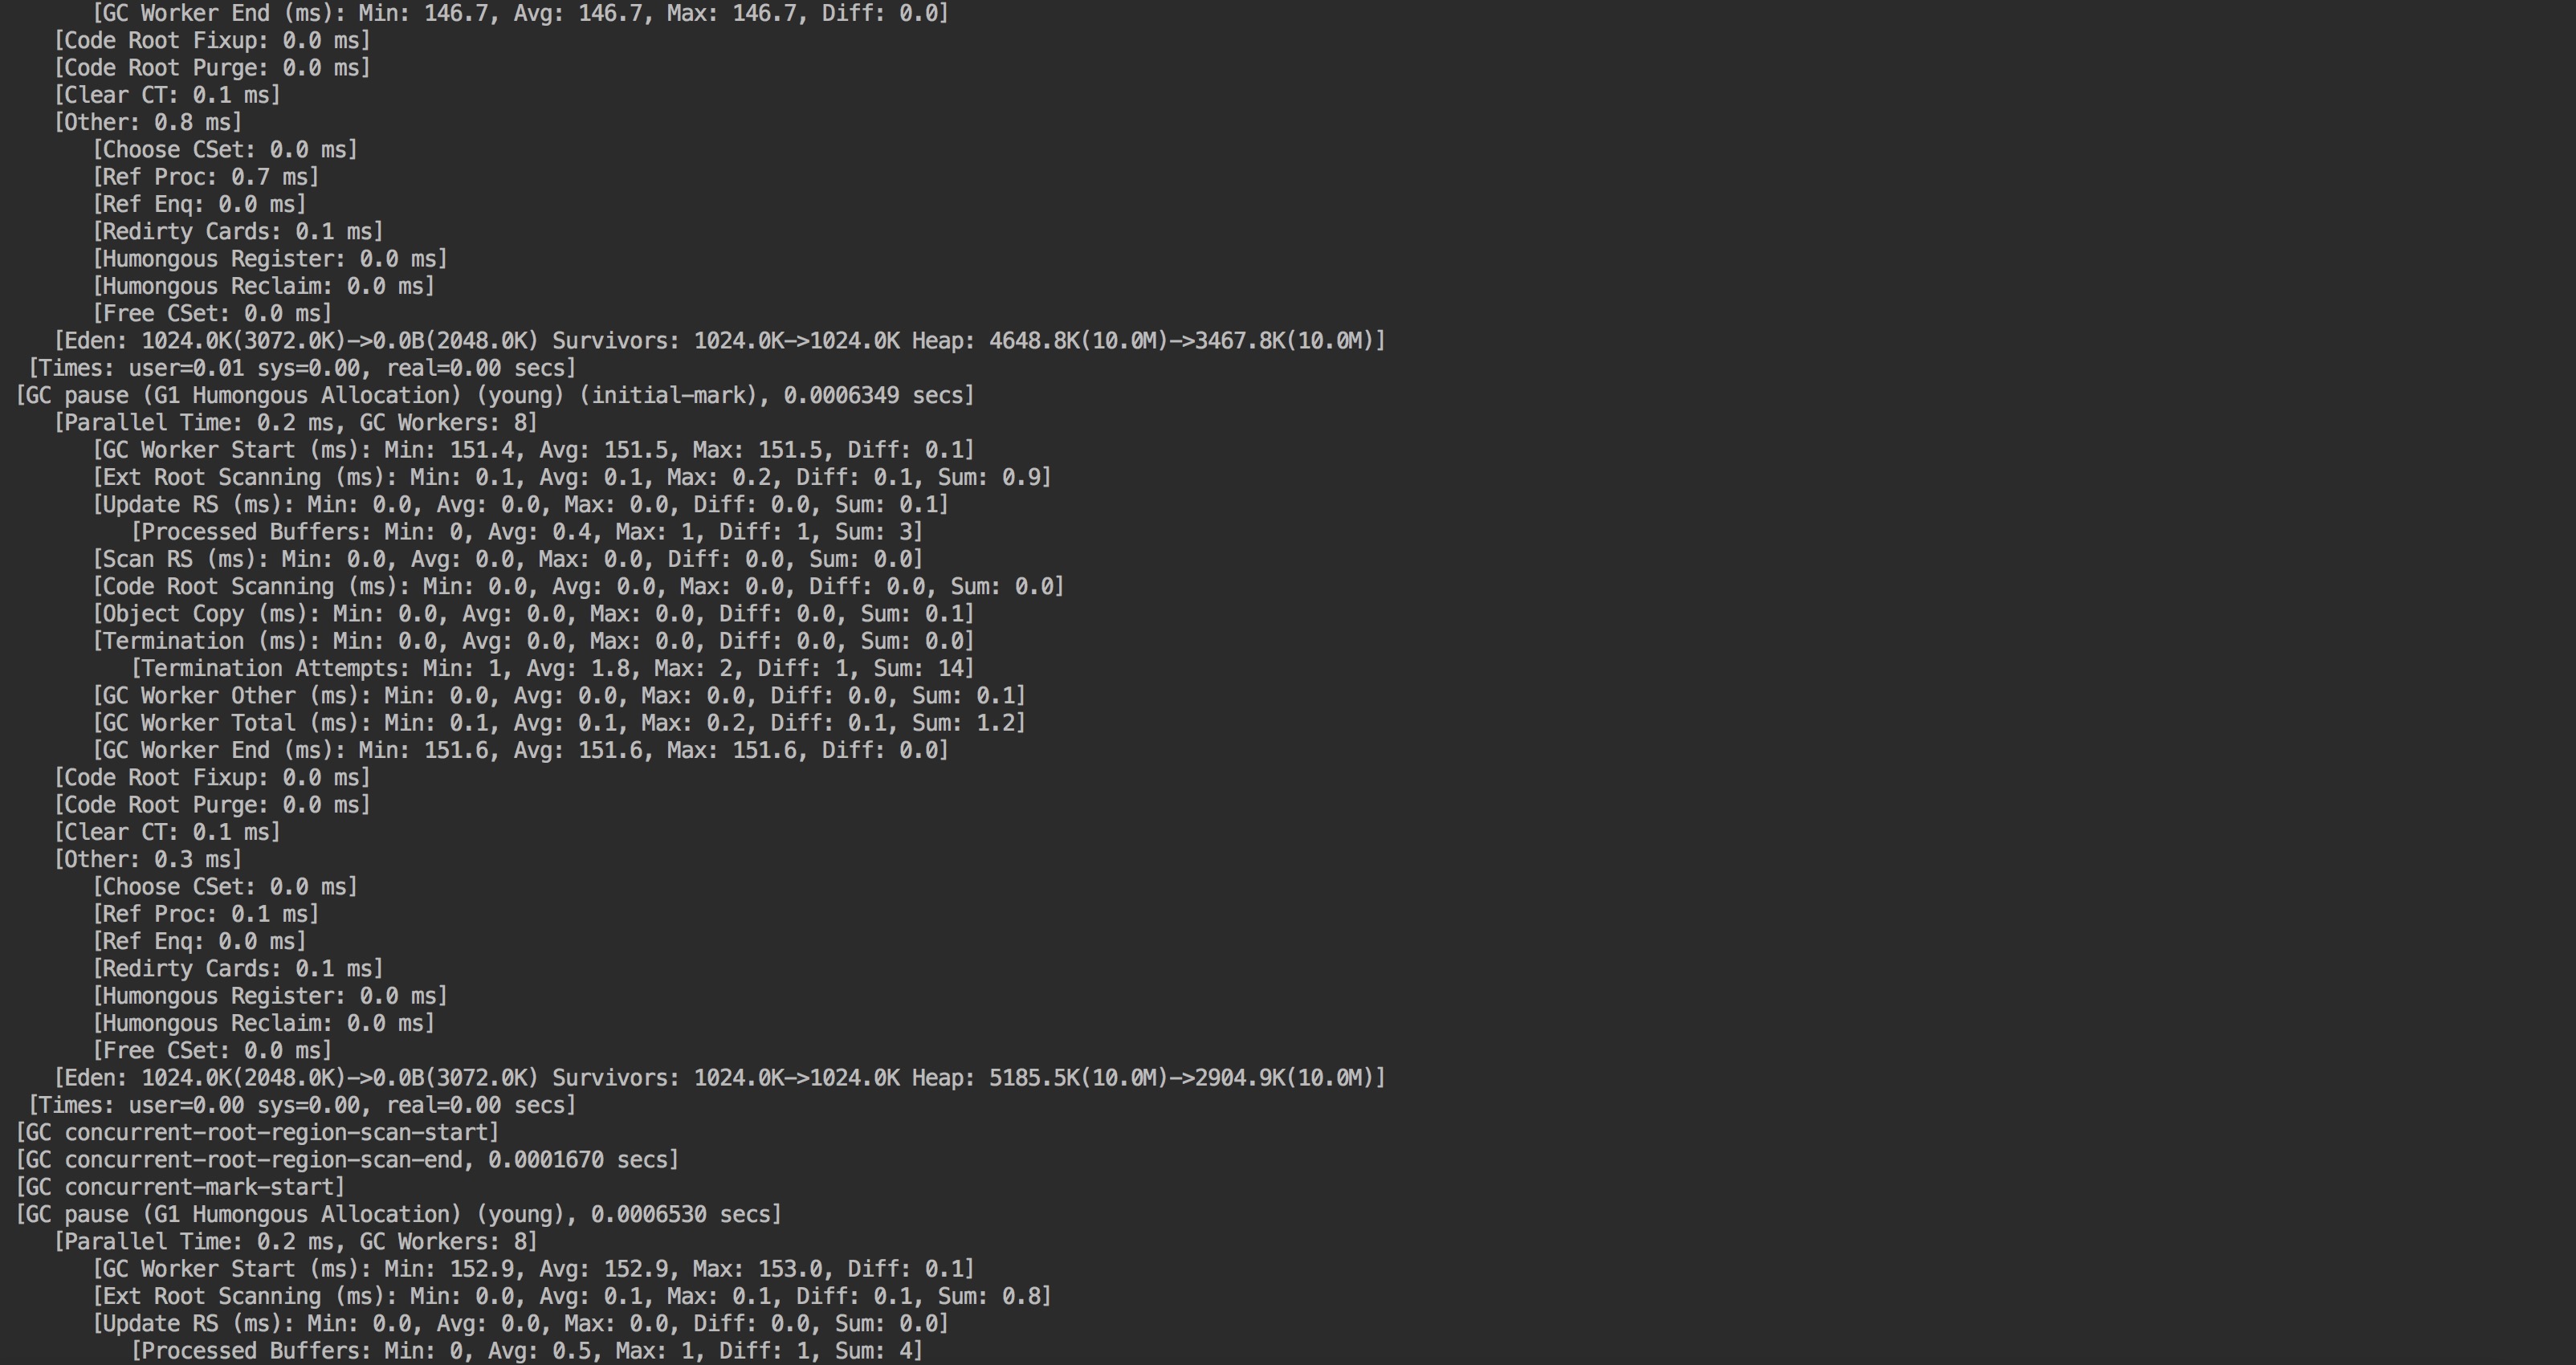 [GC Worker End (ms): Min: 146.7, Avg: 146.7, Max: 146.7, Diff: 0.0]
[Code Root Fixup: 0.0 ms]
[Code Root Purge: 0.0 ms]
[Clear CT: 0.1 ms]
[Other: 0.8 ms]
[Choose CSet: 0.0 ms]
[Ref Proc: 0.7 ms]
[Ref Enq: 0.0 ms]
[Redirty Cards: 0.1 ms]
[Humongous Register: 0.0 ms]
[Humongous Reclaim: 0.0 ms]
[Free CSet: 0.0 ms]
[Eden: 1024.0K(3072.0K)->0.0B(2048.0K) Survivors: 1024.0K->1024.0K Heap: 4648.8K(10.0M)->3467.8K(10.0M)]
[Times: user=0.01 sys=0.00, real=0.00 secs]
[GC pause (G1 Humongous Allocation) (young) (initial-mark), 0.0006349 secs]
[Parallel Time: 0.2 ms, GC Workers: 8]
[GC Worker Start (ms): Min: 151.4, Avg: 151.5, Max: 151.5, Diff: 0.1]
[Ext Root Scanning (ms): Min: 0.1, Avg: 0.1, Max: 0.2, Diff: 0.1, Sum: 0.9]
[Update RS (ms): Min: 0.0, Avg: 0.0, Max: 0.0, Diff: 0.0, Sum: 0.1]
[Processed Buffers: Min: 0, Avg: 0.4, Max: 1, Diff: 1, Sum: 3]
[Scan RS (ms): Min: 0.0, Avg: 0.0, Max: 0.0, Diff: 0.0, Sum: 0.0]
[Code Root Scanning (ms): Min: 0.0, Avg: 0.0, Max: 0.0, Diff: 0.0, Sum: 0.0]
[Object Copy (ms): Min: 0.0, Avg: 0.0, Max: 0.0, Diff: 0.0, Sum: 0.1]
[Termination (ms): Min: 0.0, Avg: 0.0, Max: 0.0, Diff: 0.0, Sum: 0.0]
[Termination Attempts: Min: 1, Avg: 1.8, Max: 2, Diff: 1, Sum: 14]
[GC Worker Other (ms): Min: 0.0, Avg: 0.0, Max: 0.0, Diff: 0.0, Sum: 0.1]
[GC Worker Total (ms): Min: 0.1, Avg: 0.1, Max: 0.2, Diff: 0.1, Sum: 1.2]
[GC Worker End (ms): Min: 151.6, Avg: 151.6, Max: 151.6, Diff: 0.0]
[Code Root Fixup: 0.0 ms]
[Code Root Purge: 0.0 ms]
[Clear CT: 0.1 ms]
[Other: 0.3 ms]
[Choose CSet: 0.0 ms]
[Ref Proc: 0.1 ms]
[Ref Enq: 0.0 ms]
[Redirty Cards: 0.1 ms]
[Humongous Register: 0.0 ms]
[Humongous Reclaim: 0.0 ms]
[Free CSet: 0.0 ms]
[Eden: 1024.0K(2048.0K)->0.0B(3072.0K) Survivors: 1024.0K->1024.0K Heap: 5185.5K(10.0M)->2904.9K(10.0M)]
[Times: user=0.00 sys=0.00, real=0.00 secs]
[GC concurrent-root-region-scan-start]
[GC concurrent-root-region-scan-end, 0.0001670 secs]
[GC concurrent-mark-start]
[GC pause (G1 Humongous Allocation) (young), 0.0006530 secs]
[Parallel Time: 0.2 ms, GC Workers: 8]
[GC Worker Start (ms): Min: 152.9, Avg: 152.9, Max: 153.0, Diff: 0.1]
[Ext Root Scanning (ms): Min: 0.0, Avg: 0.1, Max: 0.1, Diff: 0.1, Sum: 0.8]
[Update RS (ms): Min: 0.0, Avg: 0.0, Max: 0.0, Diff: 0.0, Sum: 0.0]
[Processed Buffers: Min: 0, Avg: 0.5, Max: 1, Diff: 1, Sum: 4]